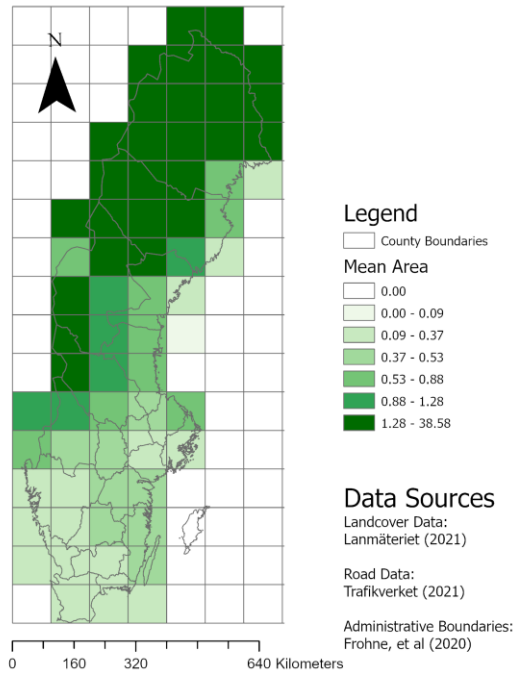 N
Legend
County Boundaries
Mean Area
0.00
0.00 - 0.09
0.09 - 0.37
0.37 - 0.53
0.53 - 0.88
0.88 - 1.28
1.28 - 38.58
Data Sources
Landcover Data:
Lanmäteriet (2021)
Road Data:
Trafikverket (2021)
Administrative Boundaries:
Frohne, et al (2020)
0 160 320 640 Kilometers